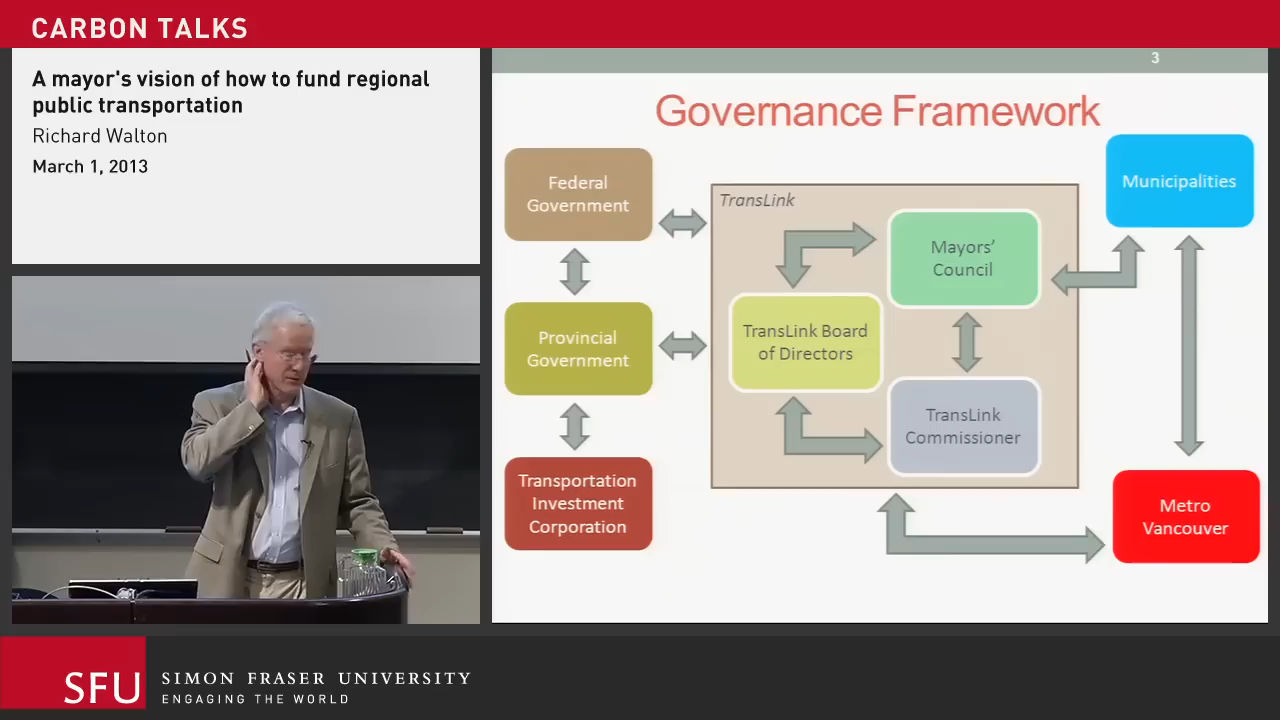 CARBON TALKS
A mayor's vision of how to fund regional
public transportation
Richard Walton
March 1, 2013
3
Governance Framework
Federal
Government
Provincial
Government
Transportation
Investment
Corporation
TransLink
Mayors'
Council
TransLink Board
of Directors
TransLink
Commissioner
Municipalities
Metro
Vancouver
SFU
SIMON FRASER UNIVERSITY
ENGAGING THE WORLD